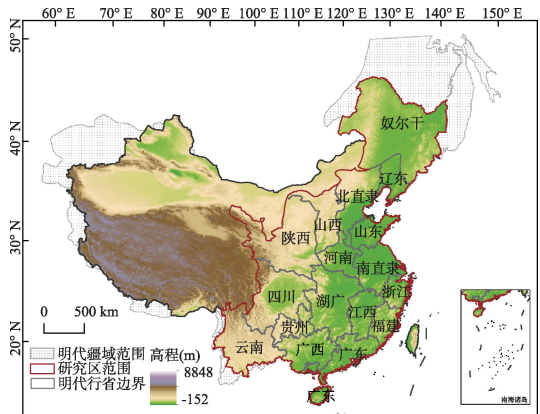 60° E 70° E 80° E 90° E 100° E 110° E 120° E 130° E 140° E 150° E
50° N
40° N
30° N
20° N
奴尔干
辽东
北直隶
山西
山东
陕西
河南
南直隶
四川
湖广
浙江
江西
贵州
福建
云南
广西
广东
广东
0 500 km
明代疆域范围
研究区范围
明代行省边界
高程(m)
8848
-152
南海诸岛